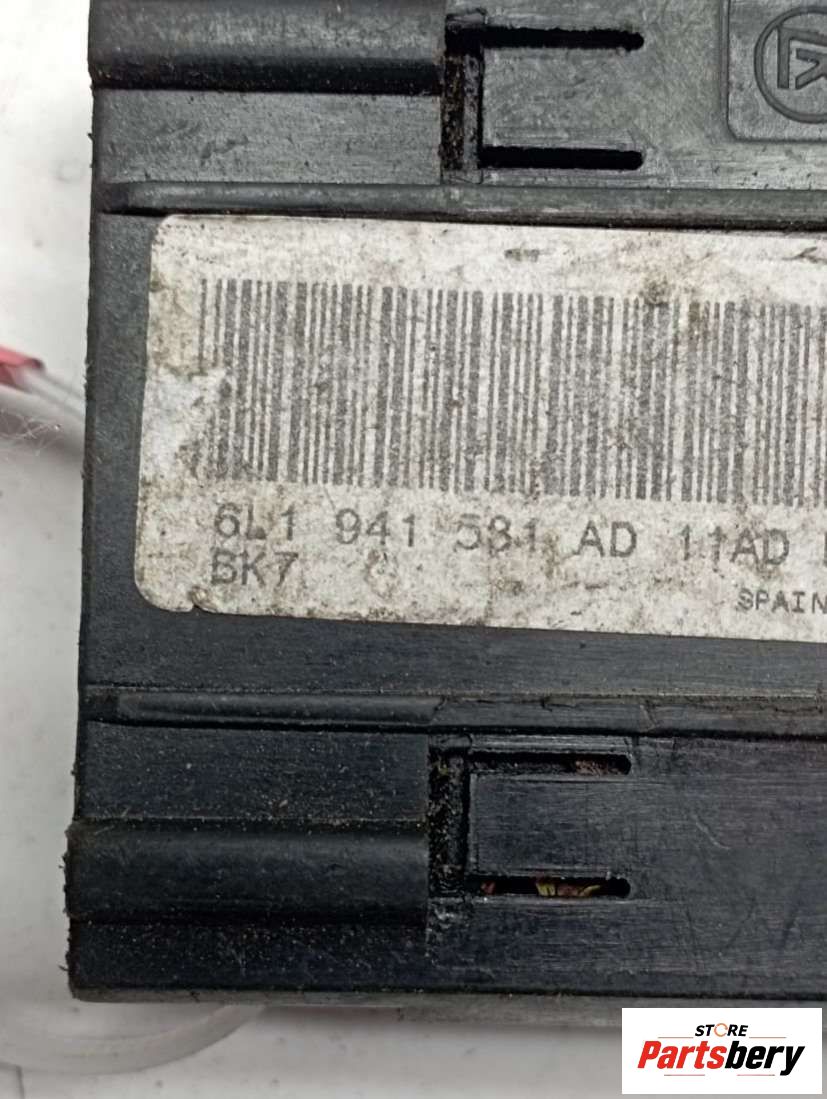 6L1 941 531 AD 11AD
BK7
SPAIN
STORE
Partsbery